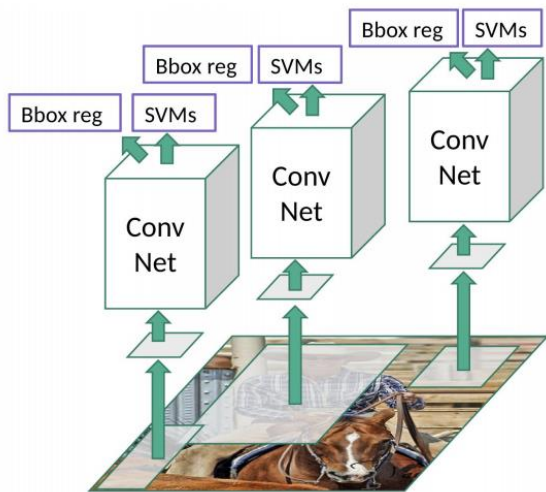 Bbox reg
SVMs
Bbox reg
SVMs
Bbox reg
SVMs
Conv
Net
Conv
Net
Conv
Net